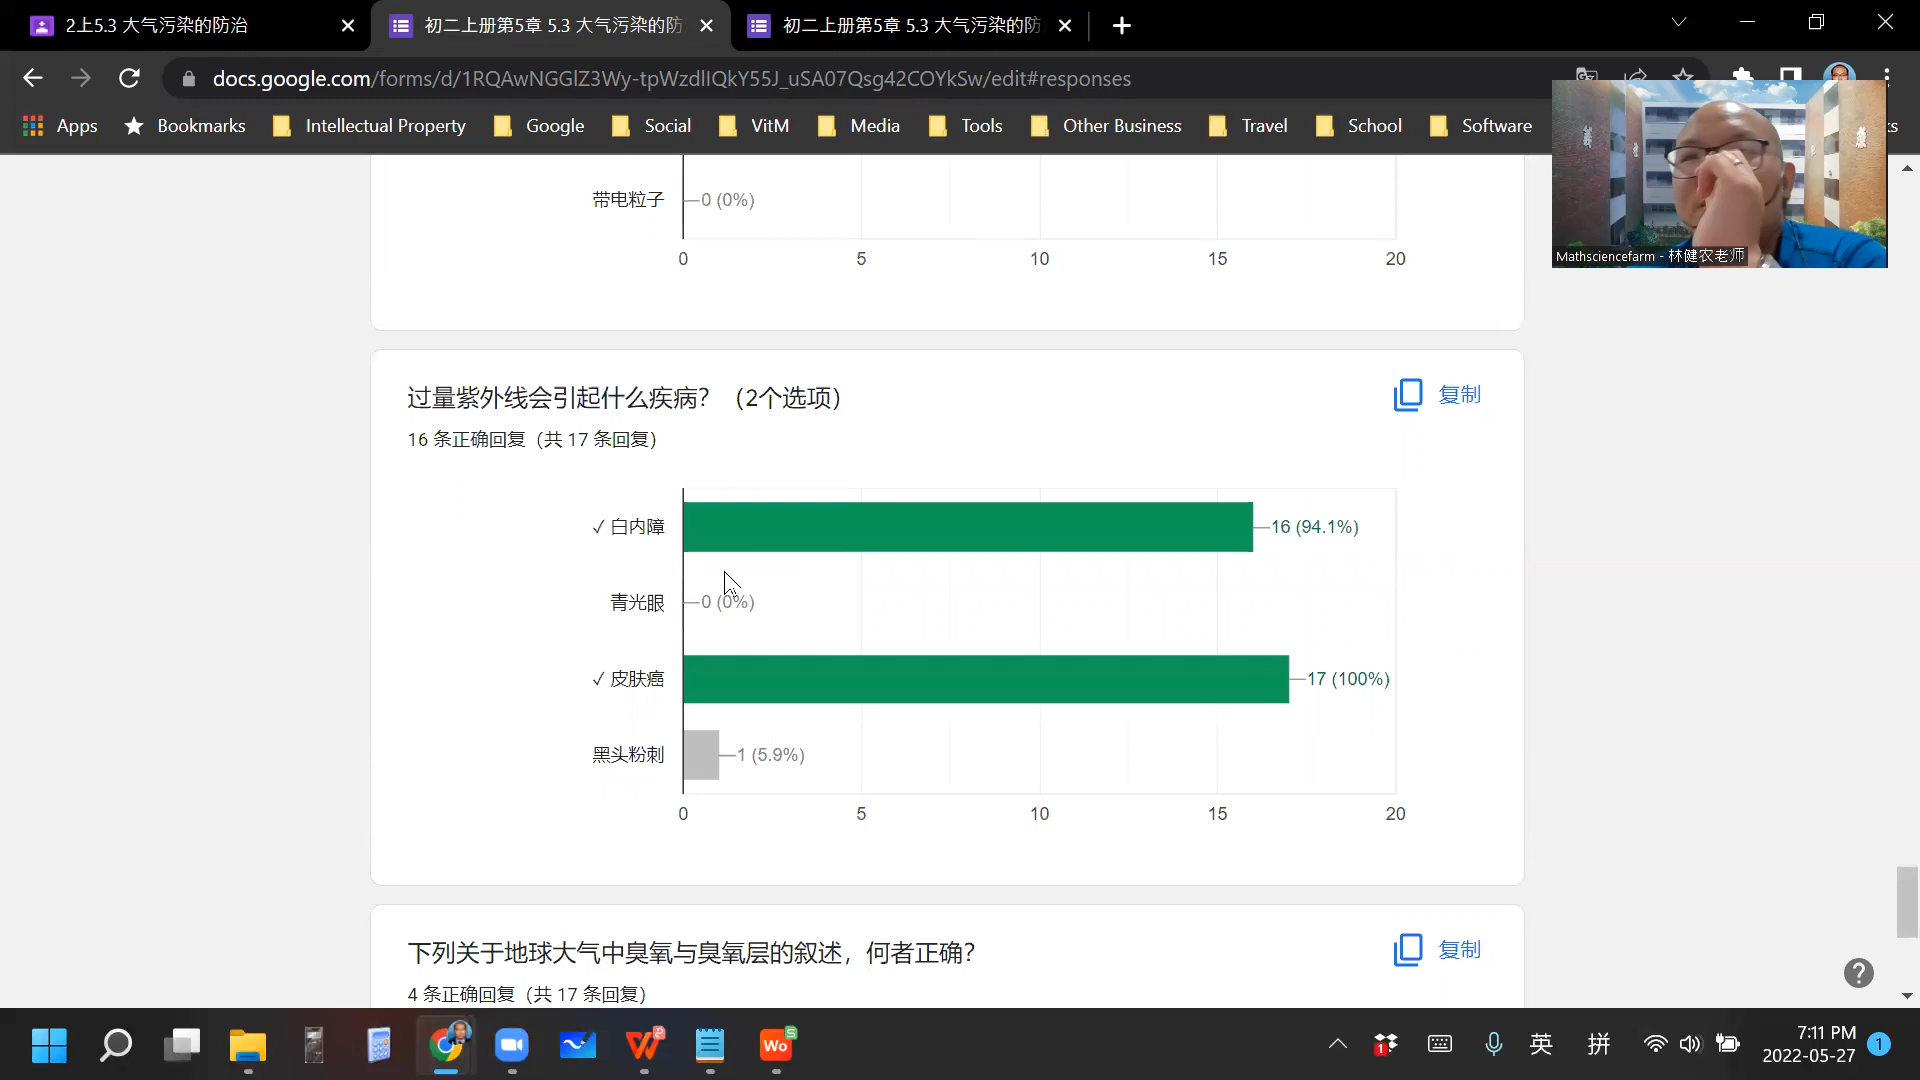 2上5.3 大气污染的防治
初二上册第5章 5.3 大气污染的防
初二上册第5章 5.3 大气污染的防
docs.google.com/forms/d/1RQAwNGGlZ3Wy-tpWzdlIQkY55J_uSA07Qsg42COYkSw/edit#responses
Apps
Bookmarks
Intellectual Property
Google
Social
VitM
Media
Tools
Other Business
Travel
School
Software
Mathsciencefarm - 林健农老师
带电粒子
0 (0%)
0 5 10 15 20
过量紫外线会引起什么疾病？（2个选项）
复制
16 条正确回复（共 17 条回复）
✓ 白内障
16 (94.1%)
青光眼
0 (0%)
✓ 皮肤癌
17 (100%)
黑头粉刺
1 (5.9%)
0 5 10 15 20
下列关于地球大气中臭氧与臭氧层的叙述，何者正确？
复制
4 条正确回复（共 17 条回复）
Wo
英
拼
7:11 PM
2022-05-27
1